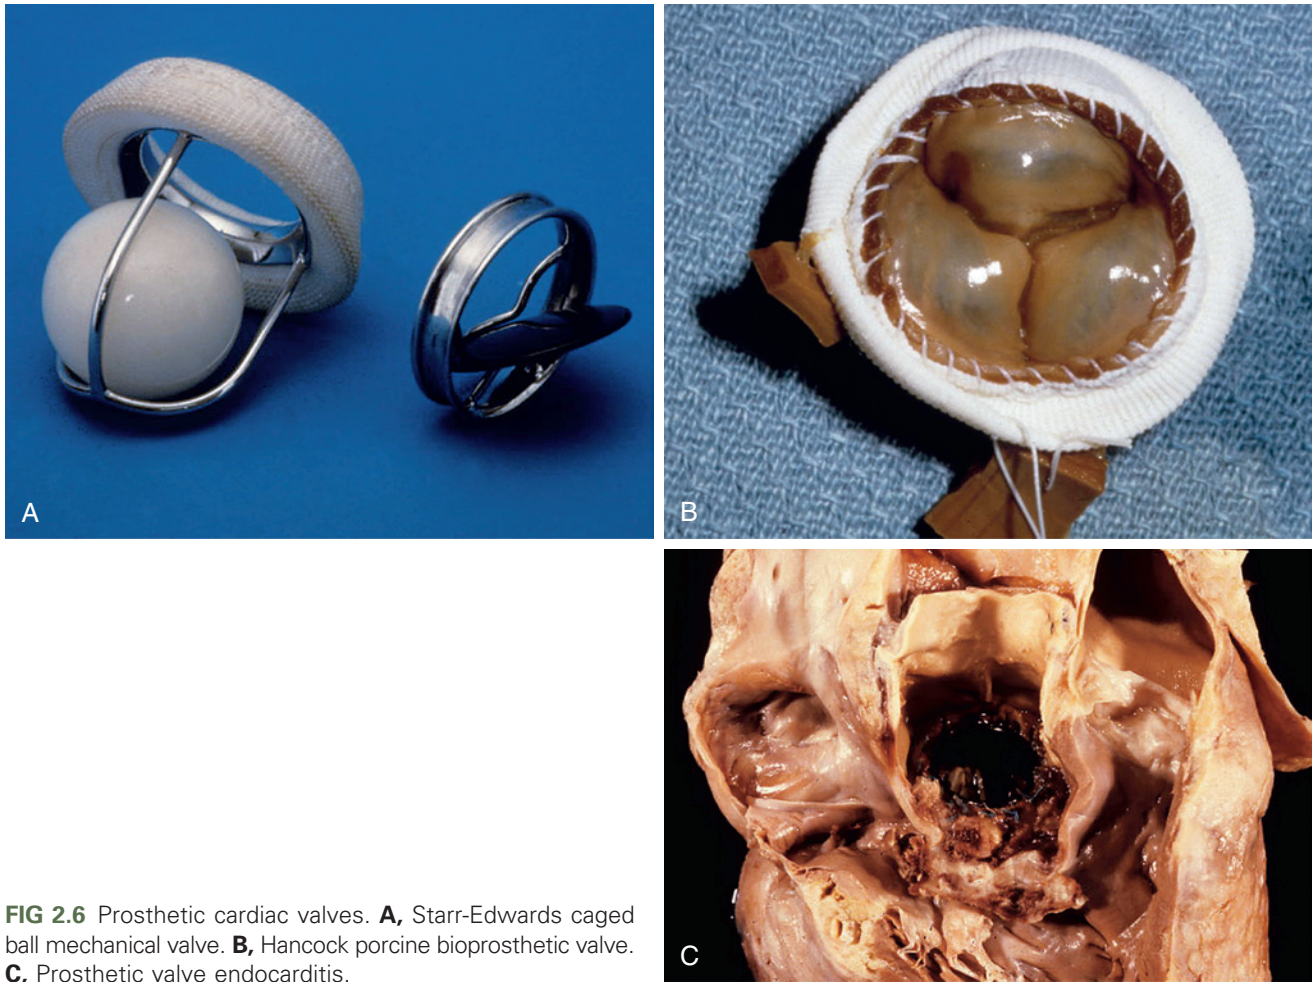 A
B
C
FIG 2.6 Prosthetic cardiac valves. A, Starr-Edwards caged
ball mechanical valve. B, Hancock porcine bioprosthetic valve.
C, Prosthetic valve endocarditis.